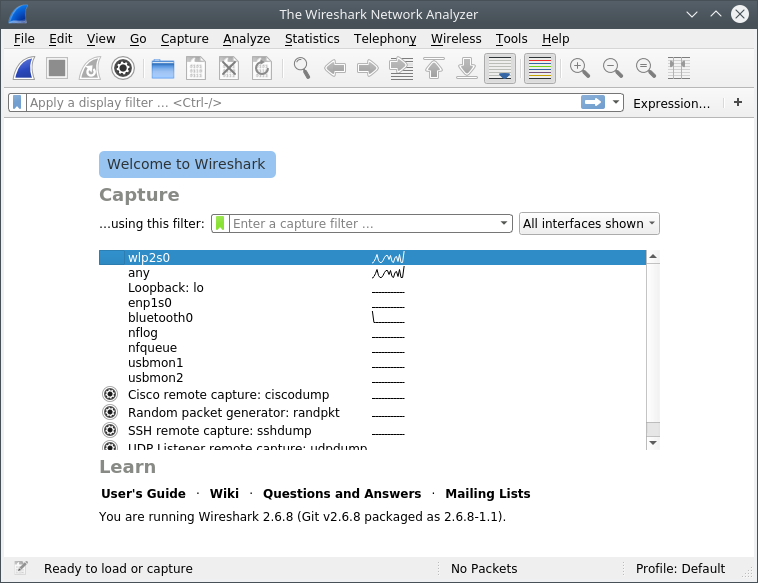 The Wireshark Network Analyzer
File Edit View Go Capture Analyze Statistics Telephony Wireless Tools Help
Apply a display filter … <Ctrl-/> Expression… +
Welcome to Wireshark
Capture
…using this filter: Enter a capture filter … All interfaces shown
wlp2s0
any
Loopback: lo
enp1s0
bluetooth0
nflog
nfqueue
usbmon1
usbmon2
Cisco remote capture: ciscodump
Random packet generator: randpkt
SSH remote capture: sshdump
UDP Listener remote capture: udpdump
Learn
User's Guide · Wiki · Questions and Answers · Mailing Lists
You are running Wireshark 2.6.8 (Git v2.6.8 packaged as 2.6.8-1.1).
Ready to load or capture No Packets Profile: Default